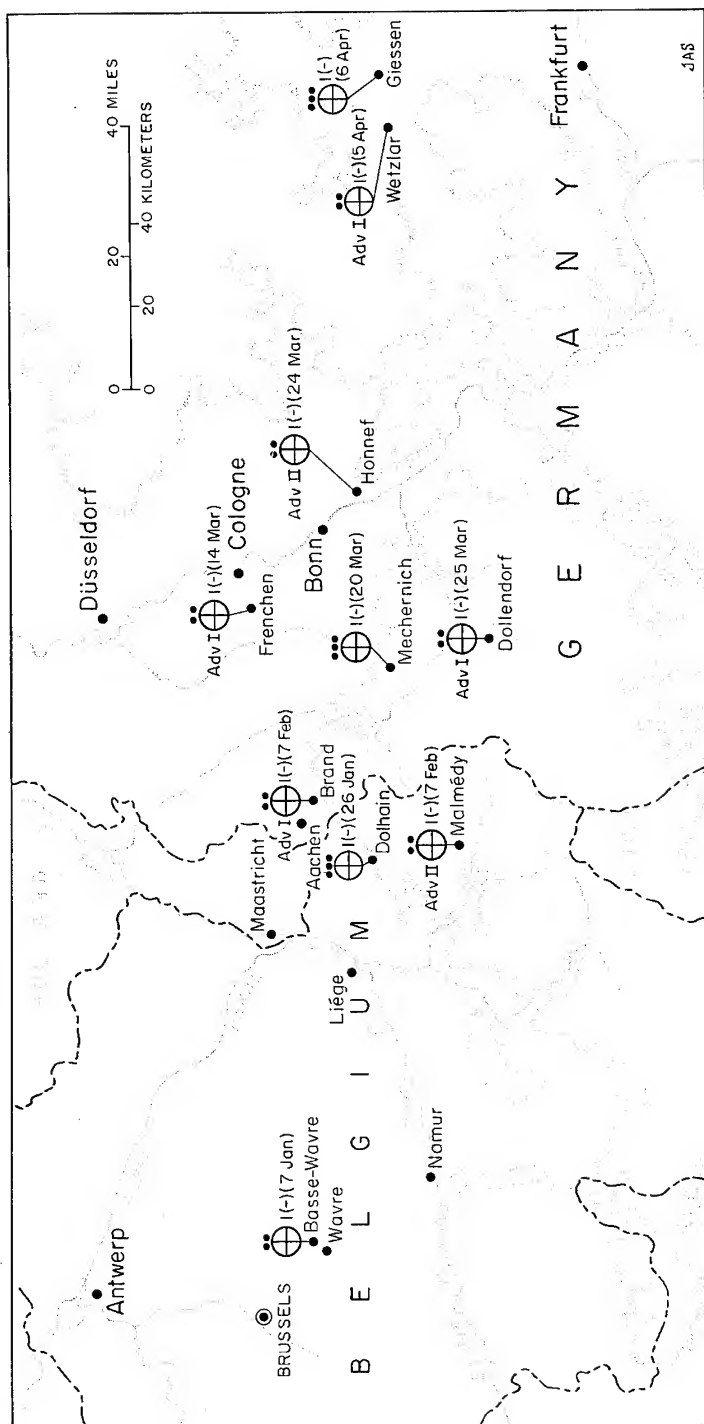 0 20 40 MILES
0 20 40 KILOMETERS
Antwerp
BRUSSELS
I(-)(7 Jan)
Basse-Wavre
Wavre
Namur
Liége
Maastricht
Adv I
I(-)(7 Feb)
Brand
Aachen
I(-)(26 Jan)
Dolhain
Adv II
I(-)(7 Feb)
Malmédy
Düsseldorf
Adv I
I(-)(14 Mar)
Cologne
Frenchen
Bonn
Adv II
I(-)(24 Mar)
Honnef
I(-)(20 Mar)
Mechernich
Adv I
I(-)(25 Mar)
Dollendorf
Adv I
I(-)(5 Apr)
Wetzlar
I(-)
(6 Apr)
Giessen
Frankfurt
BELGIUM
GERMANY
JAS